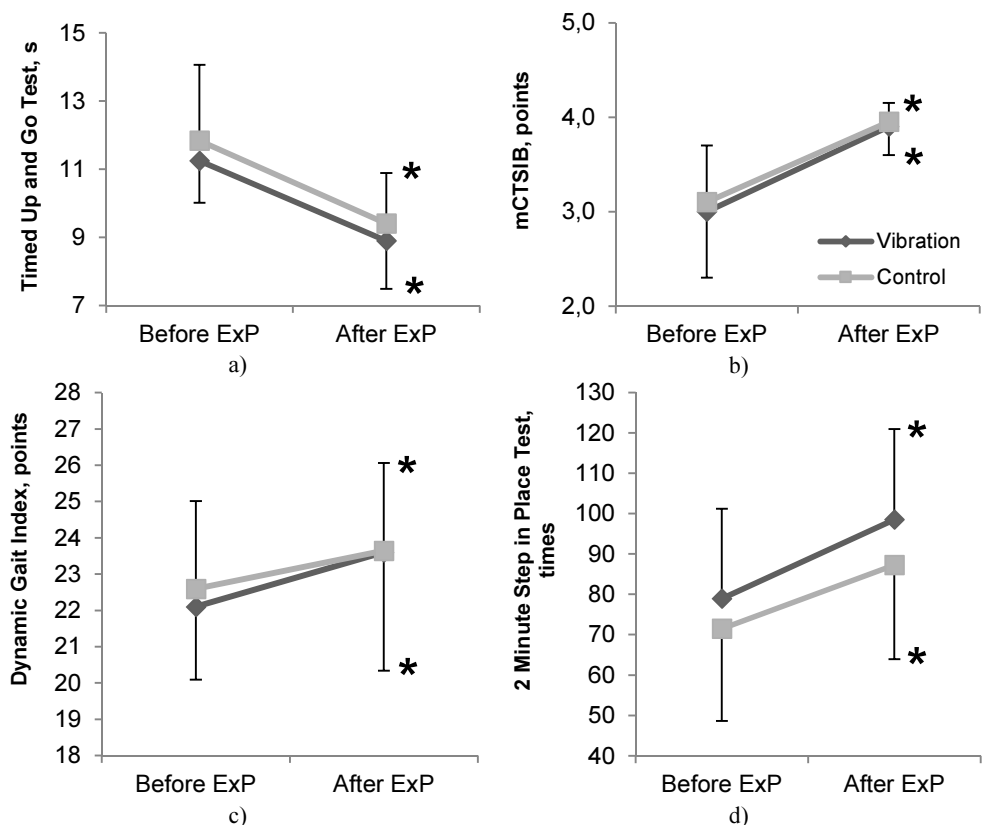 Timed Up and Go Test, s
15
13
11
9
7
*
*
Before ExP
After ExP
a)
mCTSIB, points
5,0
4,0
3,0
2,0
*
*
Vibration
Control
Before ExP
After ExP
b)
Dynamic Gait Index, points
28
27
26
25
24
23
22
21
20
19
18
*
*
Before ExP
After ExP
c)
2 Minute Step in Place Test,
times
130
120
110
100
90
80
70
60
50
40
*
*
Before ExP
After ExP
d)